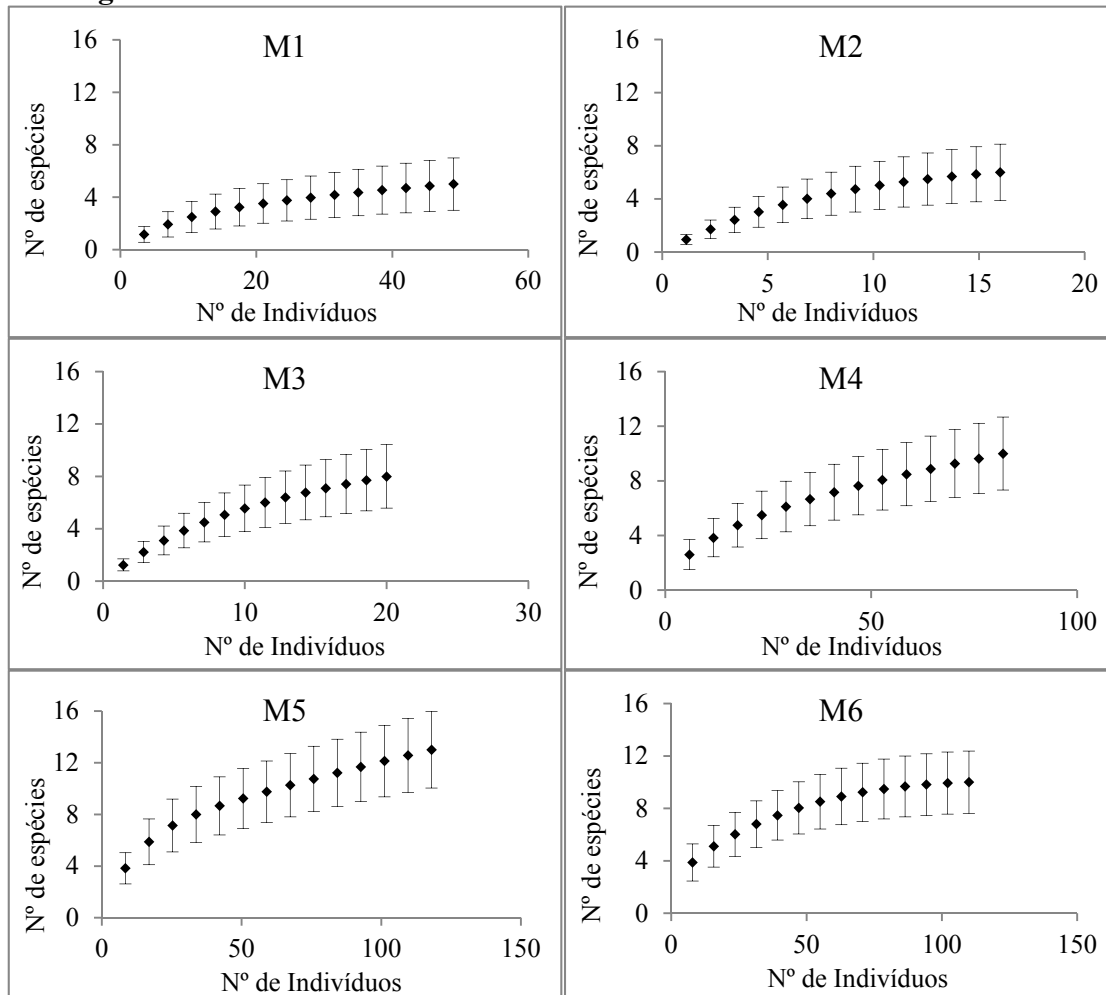 M1
16
12
8
4
0
Nº de espécies
0 20 40 60
Nº de Indivíduos
M2
16
12
8
4
0
Nº de espécies
0 5 10 15 20
Nº de Indivíduos
M3
16
12
8
4
0
Nº de espécies
0 10 20 30
Nº de Indivíduos
M4
16
12
8
4
0
Nº de espécies
0 50 100
Nº de Indivíduos
M5
16
12
8
4
0
Nº de espécies
0 50 100 150
Nº de Indivíduos
M6
16
12
8
4
0
Nº de espécies
0 50 100 150
Nº de Indivíduos